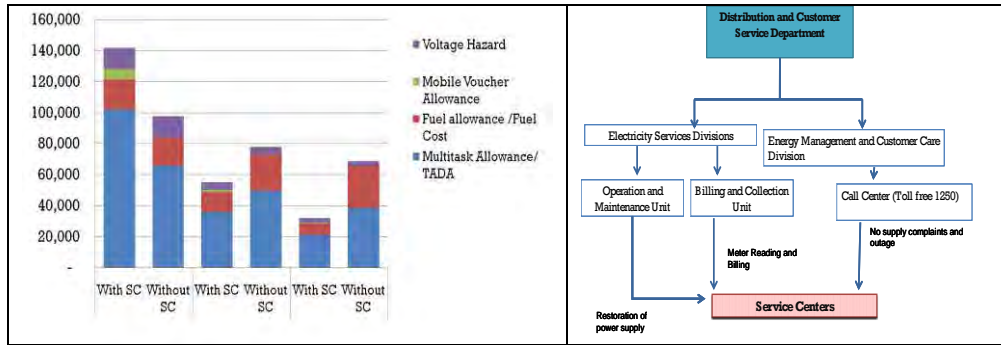 160,000
140,000
120,000
100,000
80,000
60,000
40,000
20,000
-
With SC
Without
SC
With SC
Without
SC
With SC
Without
SC
Voltage Hazard
Mobile Voucher
Allowance
Fuel allowance /Fuel
Cost
Multitask Allowance/
TADA
Distribution and Customer
Service Department
Electricity Services Divisions
Energy Management and Customer Care
Division
Operation and
Maintenance Unit
Billing and Collection
Unit
Call Center (Toll free 1250)
No supply complaints and
outage
Meter Reading and
Billing
Service Centers
Restoration of
power supply